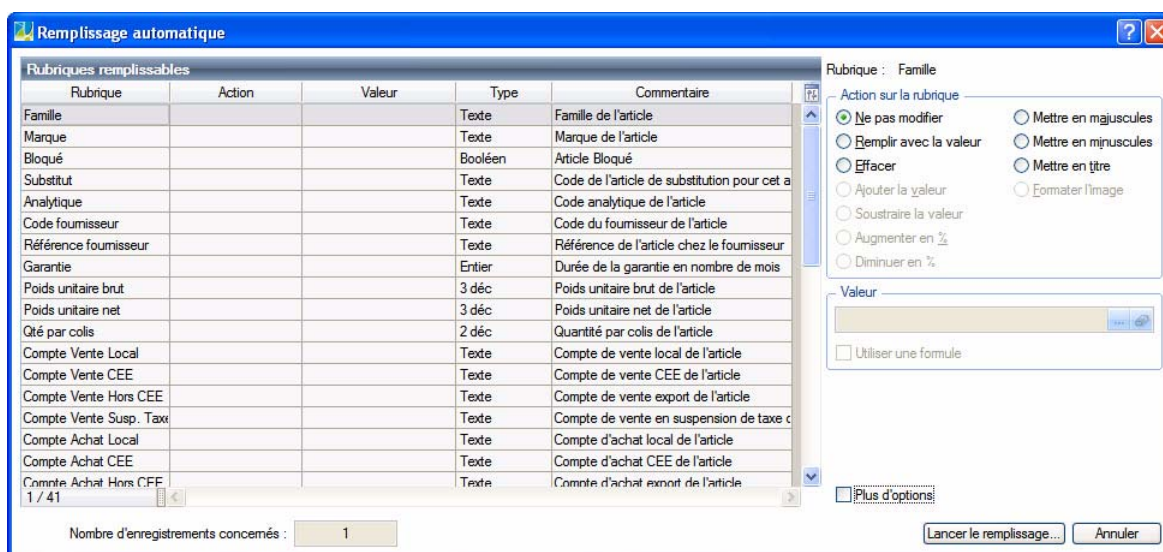 Remplissage automatique
Rubriques remplissables
Rubrique Action Valeur Type Commentaire
Famille Texte Famille de l'article
Marque Texte Marque de l'article
Bloqué Booléen Article Bloqué
Substitut Texte Code de l'article de substitution pour cet a
Analytique Texte Code analytique de l'article
Code fournisseur Texte Code du fournisseur de l'article
Référence fournisseur Texte Référence de l'article chez le fournisseur
Garantie Entier Durée de la garantie en nombre de mois
Poids unitaire brut 3 déc Poids unitaire brut de l'article
Poids unitaire net 3 déc Poids unitaire net de l'article
Qté par colis 2 déc Quantité par colis de l'article
Compte Vente Local Texte Compte de vente local de l'article
Compte Vente CEE Texte Compte de vente CEE de l'article
Compte Vente Hors CEE Texte Compte de vente export de l'article
Compte Vente Susp. Taxe Texte Compte de vente en suspension de taxe d
Compte Achat Local Texte Compte d'achat local de l'article
Compte Achat CEE Texte Compte d'achat CEE de l'article
Compte Achat Hors CEE Texte Compte d'achat export de l'article
1 / 41
Nombre d'enregistrements concernés : 1
Rubrique : Famille
Action sur la rubrique
Ne pas modifier Mettre en majuscules
Remplir avec la valeur Mettre en minuscules
Effacer Mettre en titre
Ajouter la valeur Formater l'image
Soustraire la valeur
Augmenter en %
Diminuer en %
Valeur
...
Utiliser une formule
Plus d'options
Lancer le remplissage... Annuler